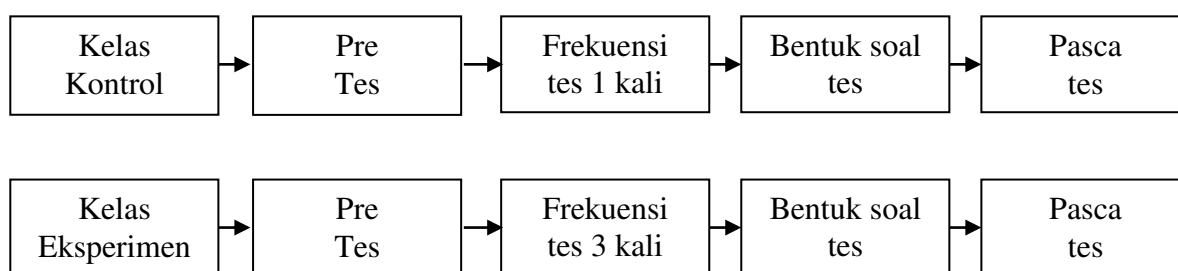 Kelas
Kontrol
Pre
Tes
Frekuensi
tes 1 kali
Bentuk soal
tes
Pasca
tes
Kelas
Eksperimen
Pre
Tes
Frekuensi
tes 3 kali
Bentuk soal
tes
Pasca
tes